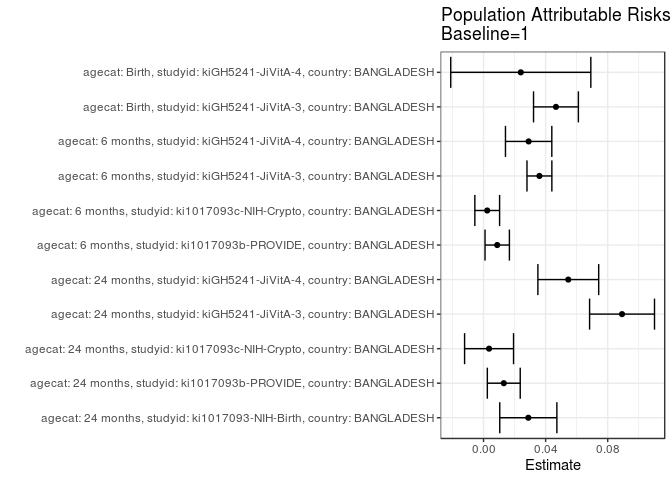 Population Attributable Risks
Baseline=1
agecat: Birth, studyid: kiGH5241-JiVitA-4, country: BANGLADESH
agecat: Birth, studyid: kiGH5241-JiVitA-3, country: BANGLADESH
agecat: 6 months, studyid: kiGH5241-JiVitA-4, country: BANGLADESH
agecat: 6 months, studyid: kiGH5241-JiVitA-3, country: BANGLADESH
agecat: 6 months, studyid: ki1017093c-NIH-Crypto, country: BANGLADESH
agecat: 6 months, studyid: ki1017093b-PROVIDE, country: BANGLADESH
agecat: 24 months, studyid: kiGH5241-JiVitA-4, country: BANGLADESH
agecat: 24 months, studyid: kiGH5241-JiVitA-3, country: BANGLADESH
agecat: 24 months, studyid: ki1017093c-NIH-Crypto, country: BANGLADESH
agecat: 24 months, studyid: ki1017093b-PROVIDE, country: BANGLADESH
agecat: 24 months, studyid: ki1017093-NIH-Birth, country: BANGLADESH
0.00 0.04 0.08
Estimate